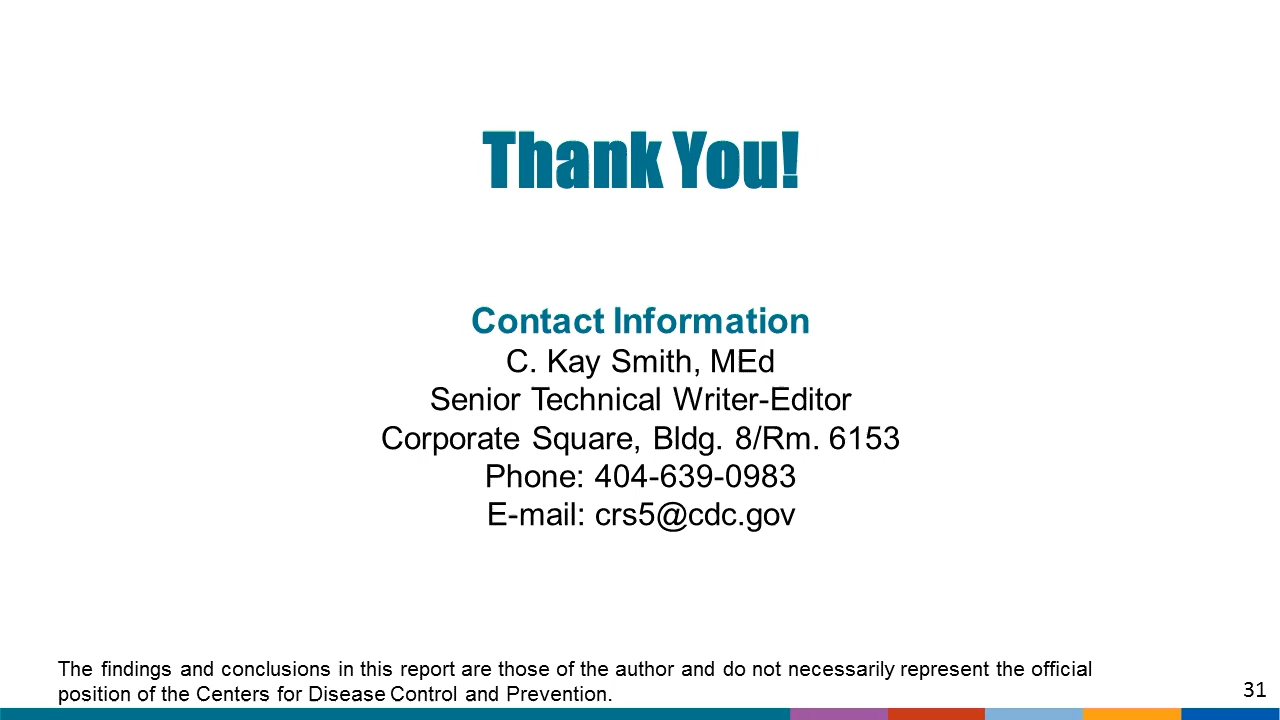 Thank You!
Contact Information
C. Kay Smith, MEd
Senior Technical Writer-Editor
Corporate Square, Bldg. 8/Rm. 6153
Phone: 404-639-0983
E-mail: crs5@cdc.gov
The findings and conclusions in this report are those of the author and do not necessarily represent the official
position of the Centers for Disease Control and Prevention.
31